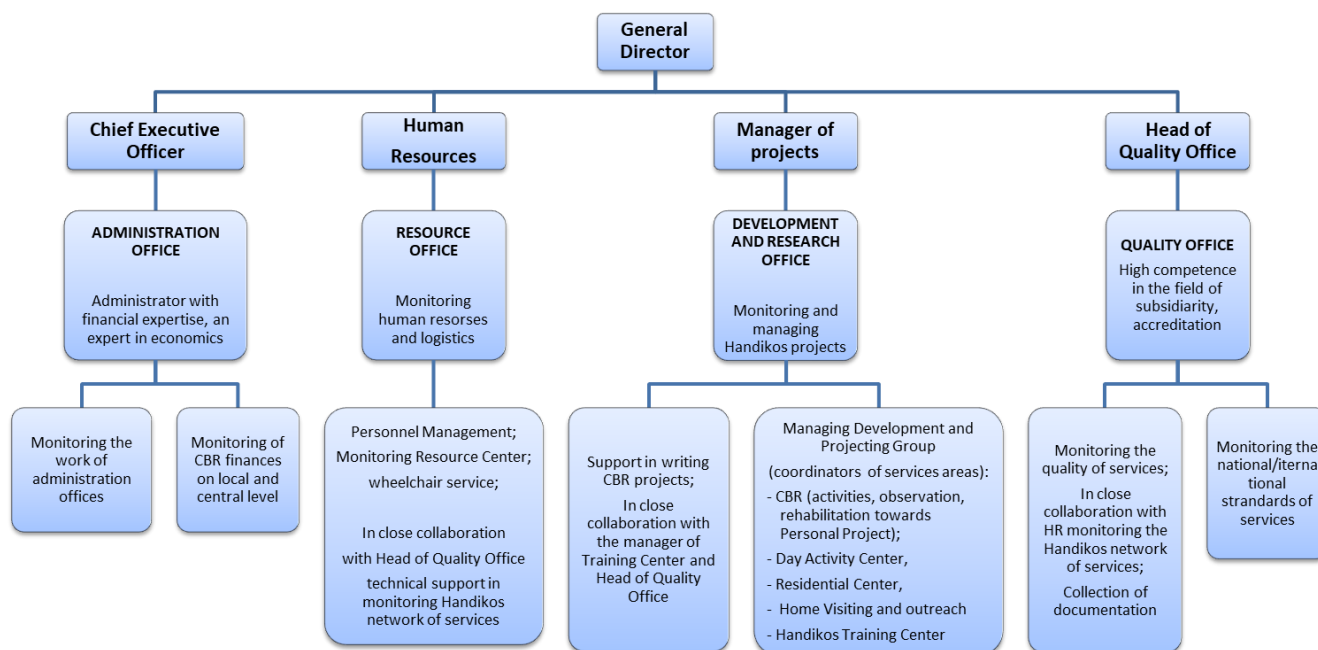 General
Director
Chief Executive
Officer
Human
Resources
Manager of
projects
Head of
Quality Office
ADMINISTRATION
OFFICE
Administrator with
financial expertise, an
expert in economics
RESOURCE
OFFICE
Monitoring
human resorses
and logistics
DEVELOPMENT
AND RESEARCH
OFFICE
Monitoring and
managing
Handikos projects
QUALITY OFFICE
High competence
in the field of
subsidiarity,
accreditation
Monitoring the
work of
administration
offices
Monitoring of
CBR finances
on local and
central level
Personnel Management;
Monitoring Resource Center;
wheelchair service;
In close collaboration
with Head of Quality Office
technical support in
monitoring Handikos
network of services
Support in writing
CBR projects;
In close
collaboration with
the manager of
Training Center and
Head of Quality
Office
Managing Development and
Projecting Group
(coordinators of services areas):
- CBR (activities, observation,
rehabilitation towards
Personal Project);
- Day Activity Center,
- Residential Center,
- Home Visiting and outreach
- Handikos Training Center
Monitoring the
quality of services;
In close
collaboration with
HR monitoring the
Handikos network
of services;
Collection of
documentation
Monitoring the
national/iterna
tional
strandards of
services